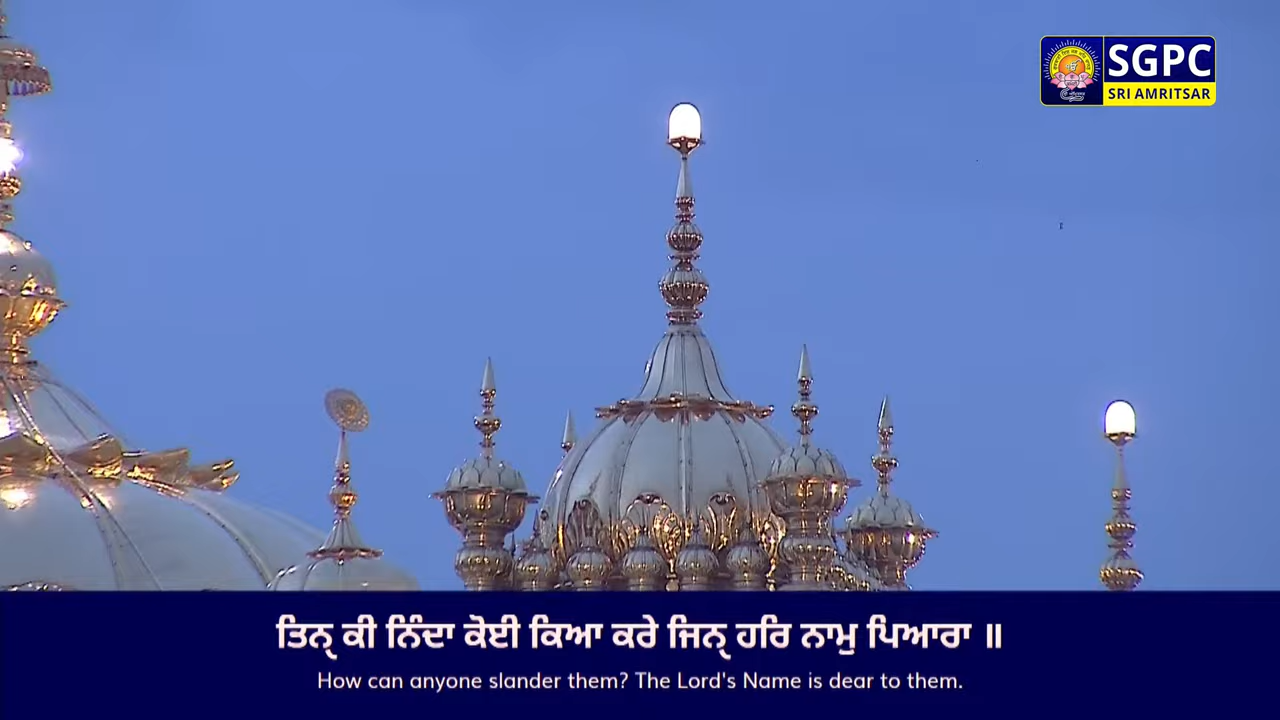 SGPC
SRI AMRITSAR
ਤਿਨੑ ਕੀ ਨਿੰਦਾ ਕੋਈ ਕਿਆ ਕਰੇ ਜਿਨੑ ਹਰਿ ਨਾਮੁ ਪਿਆਰਾ ॥
How can anyone slander them? The Lord's Name is dear to them.